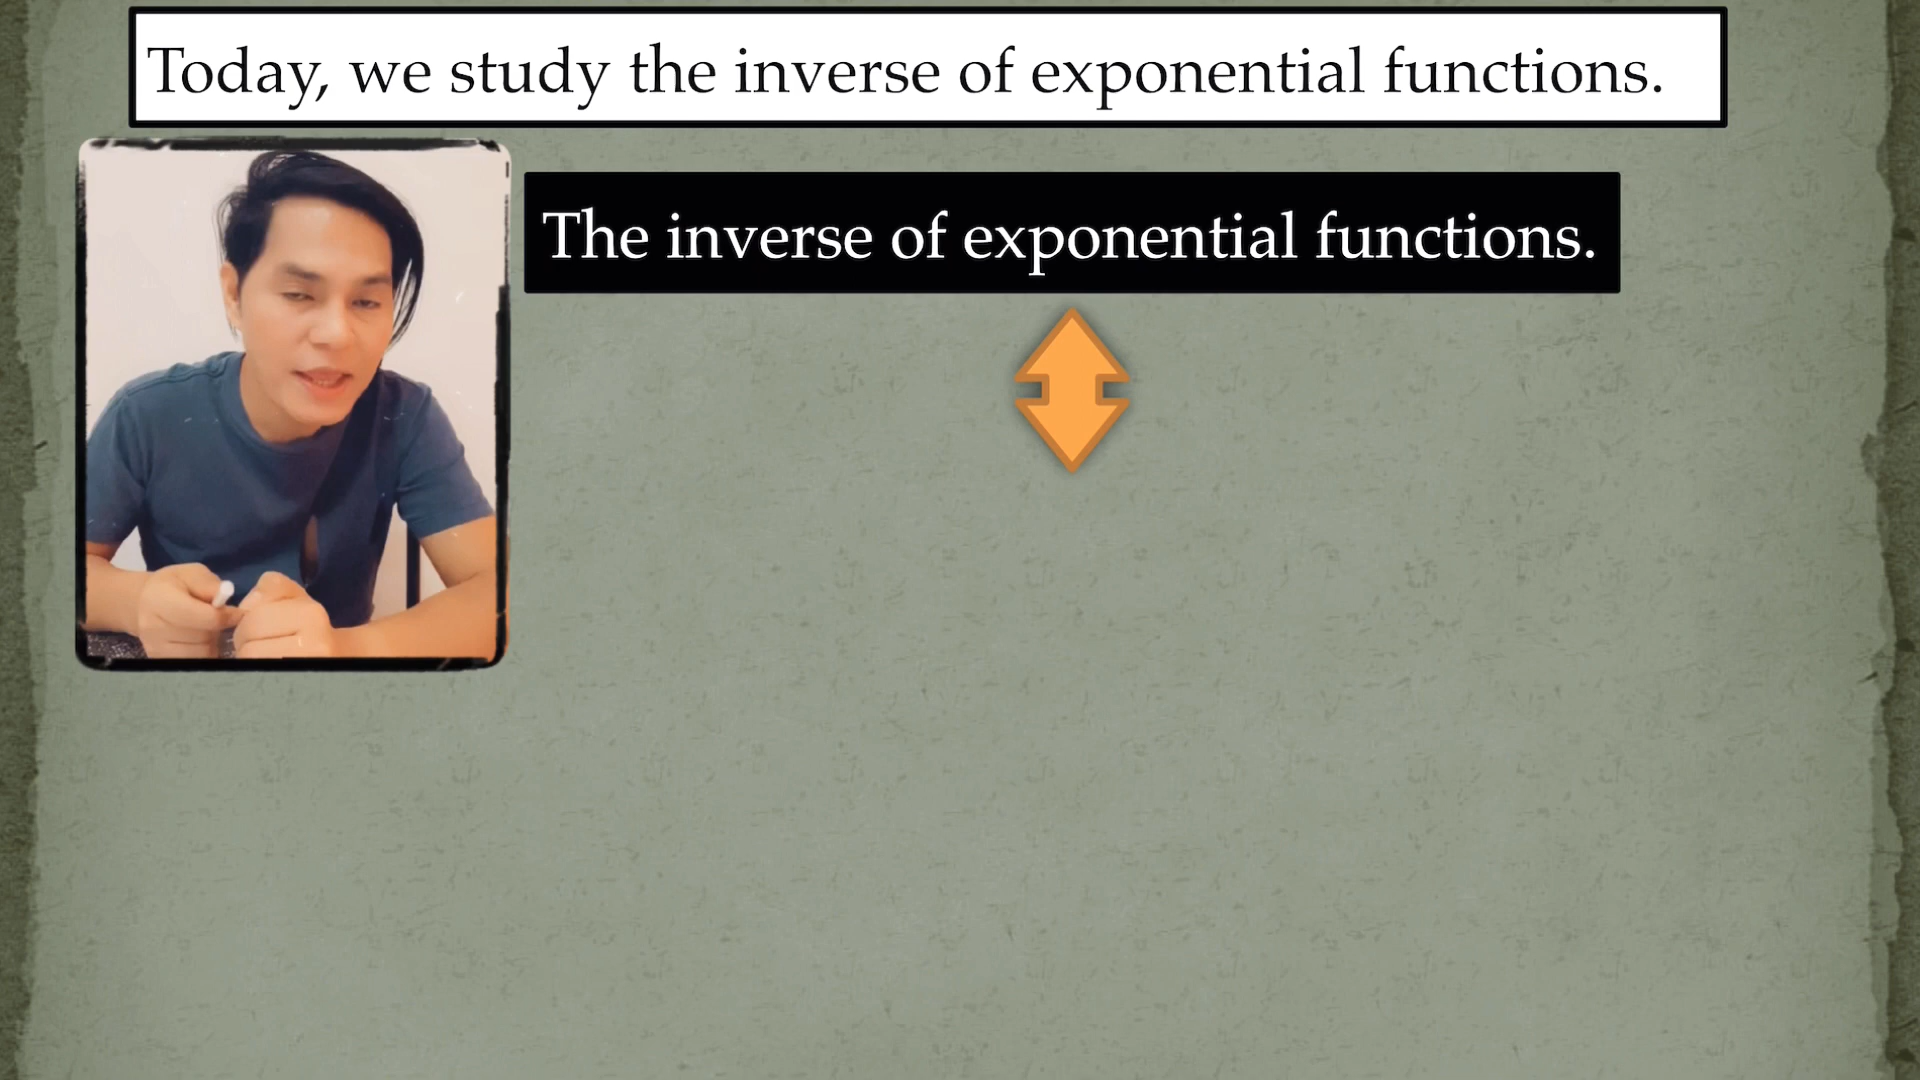 Today, we study the inverse of exponential functions.
The inverse of exponential functions.